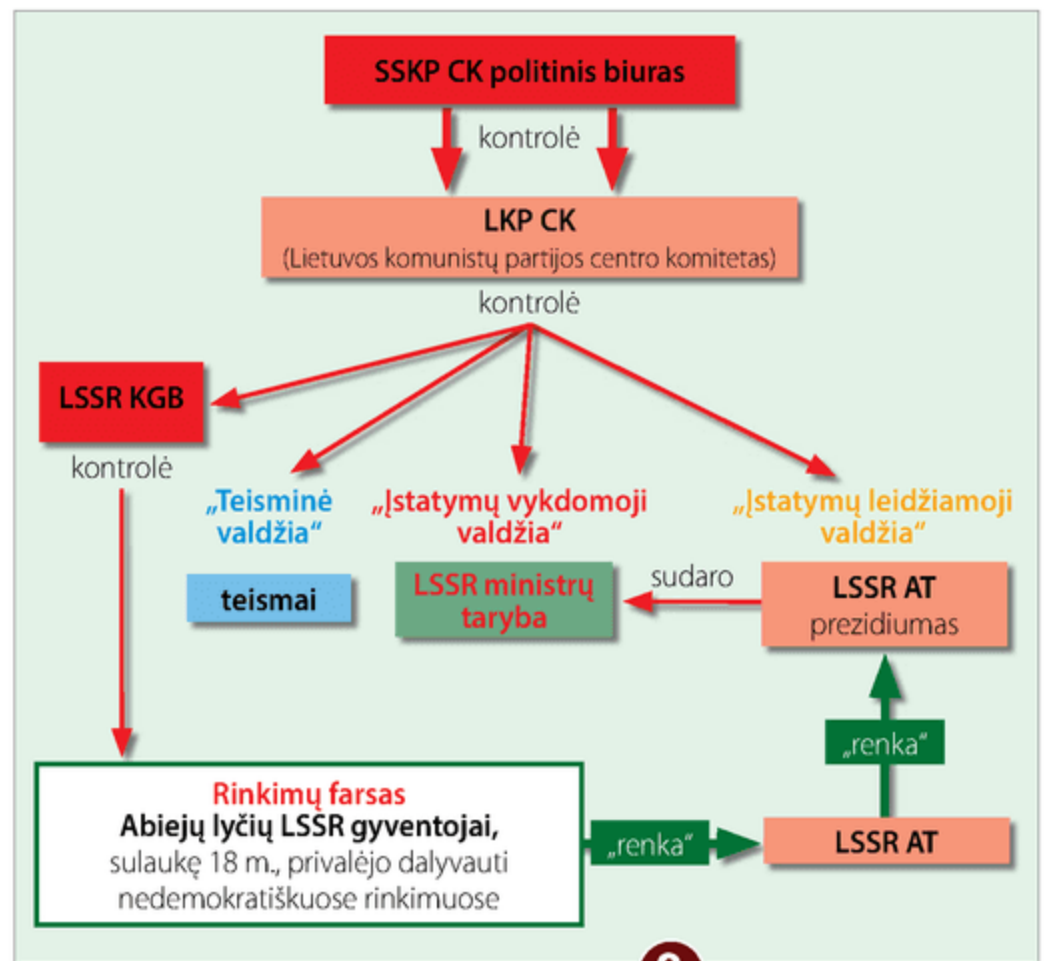 SSKP CK politinis biuras
kontrolė
LKP CK
(Lietuvos komunistų partijos centro komitetas)
kontrolė
LSSR KGB
kontrolė
„Teisminė
valdžia“
„Įstatymų vykdomoji
valdžia“
„Įstatymų leidžiamoji
valdžia“
teismai
LSSR ministrų
taryba
sudaro
LSSR AT
prezidiumas
„renka“
Rinkimų farsas
Abiejų lyčių LSSR gyventojai,
sulaukę 18 m., privalėjo dalyvauti
nedemokratiškuose rinkimuose
„renka“
LSSR AT